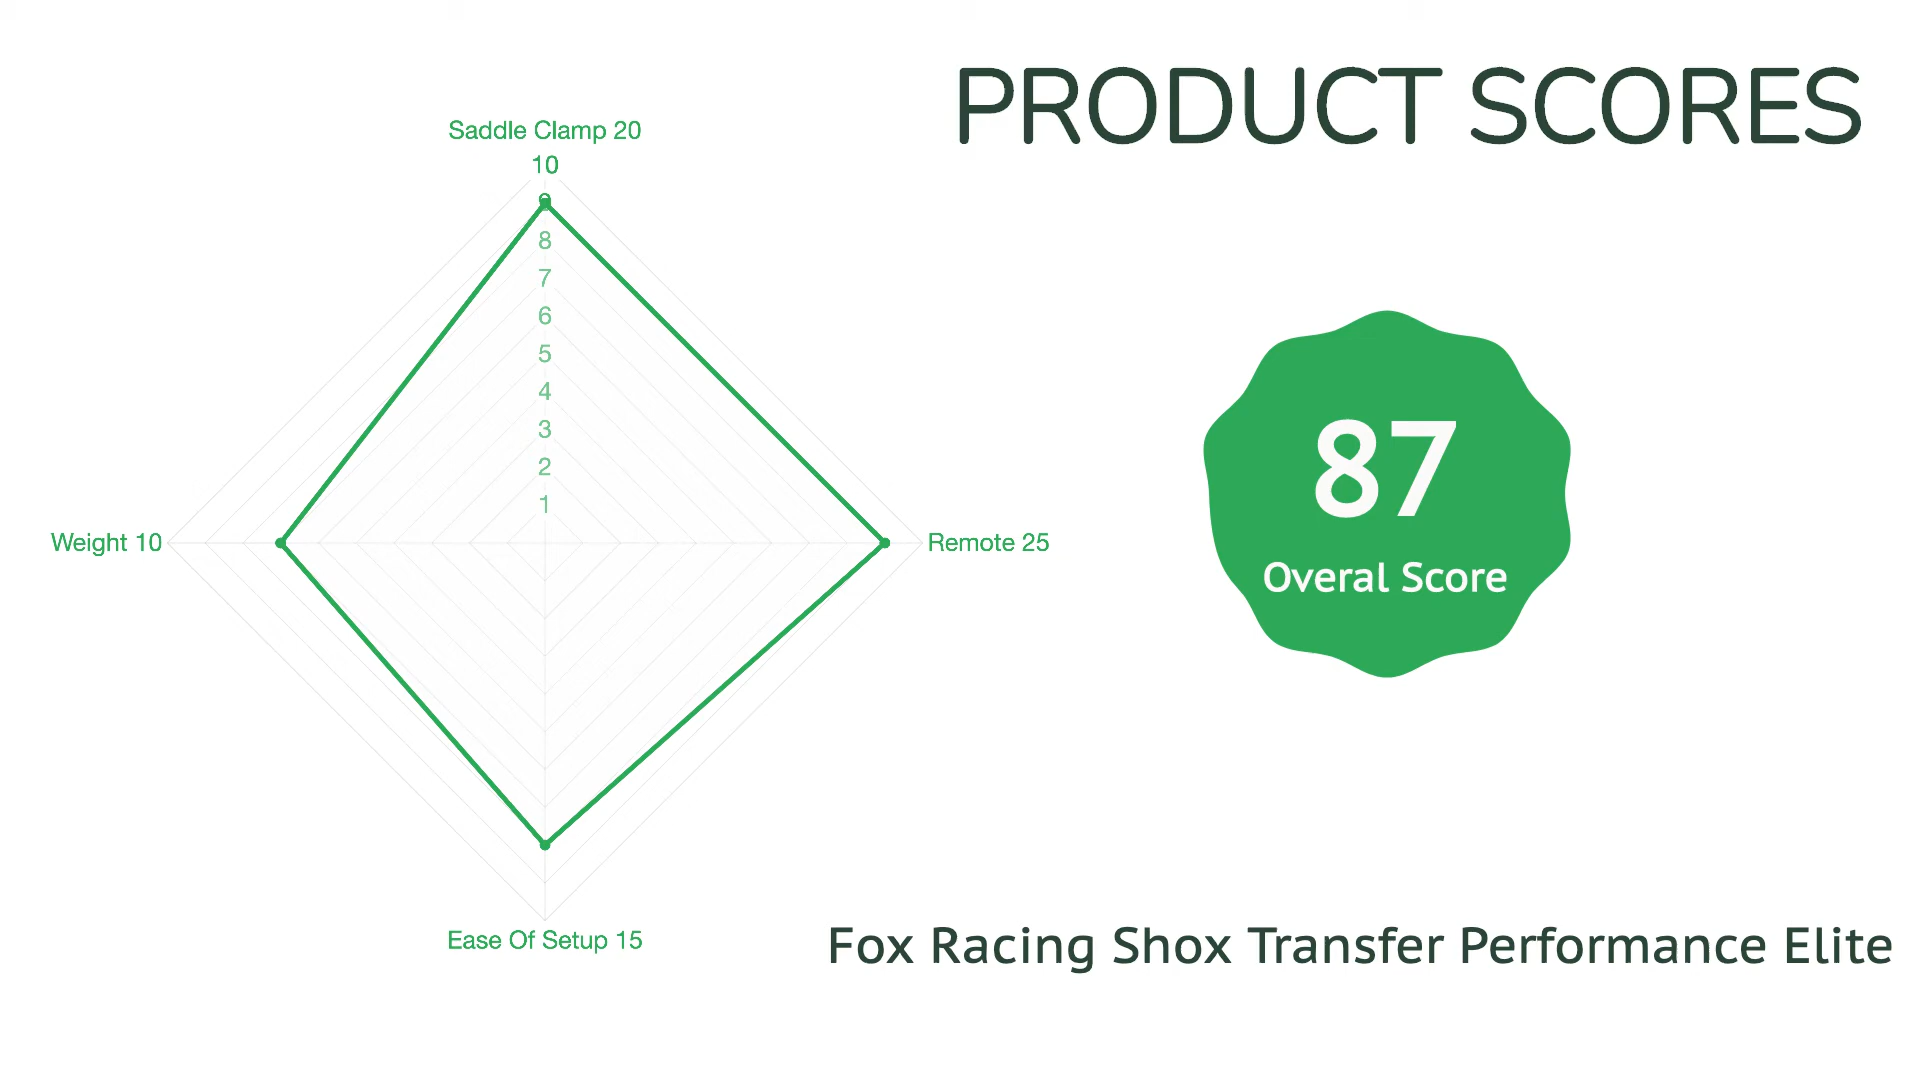 PRODUCT SCORES
Saddle Clamp 20
10
9
8
7
6
5
4
3
2
1
Weight 10
Remote 25
Ease Of Setup 15
87
Overal Score
Fox Racing Shox Transfer Performance Elite